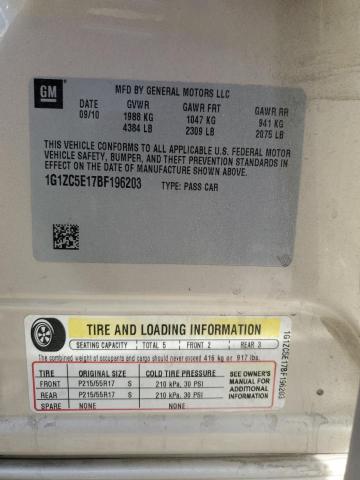 GM
MFD BY GENERAL MOTORS LLC
DATE GVWR GAWR FRT GAWR RR
09/10 1988 KG 1047 KG 941 KG
4384 LB 2309 LB 2075 LB
THIS VEHICLE CONFORMS TO ALL APPLICABLE U.S. FEDERAL MOTOR
VEHICLE SAFETY, BUMPER, AND THEFT PREVENTION STANDARDS
IN EFFECT ON THE DATE OF MANUFACTURE SHOWN ABOVE.
1G1ZC5E17BF196203 TYPE: PASS CAR
TIRE AND LOADING INFORMATION
SEATING CAPACITY TOTAL 5 FRONT 2 REAR 3
The combined weight of occupants and cargo should never exceed 416 kg or 917 lbs.
TIRE ORIGINAL SIZE COLD TIRE PRESSURE
FRONT P215/55R17 S 210 kPa, 30 PSI
REAR P215/55R17 S 210 kPa, 30 PSI
SPARE NONE NONE
SEE OWNER'S
MANUAL FOR
ADDITIONAL
INFORMATION
1G1ZC5E17BF196203